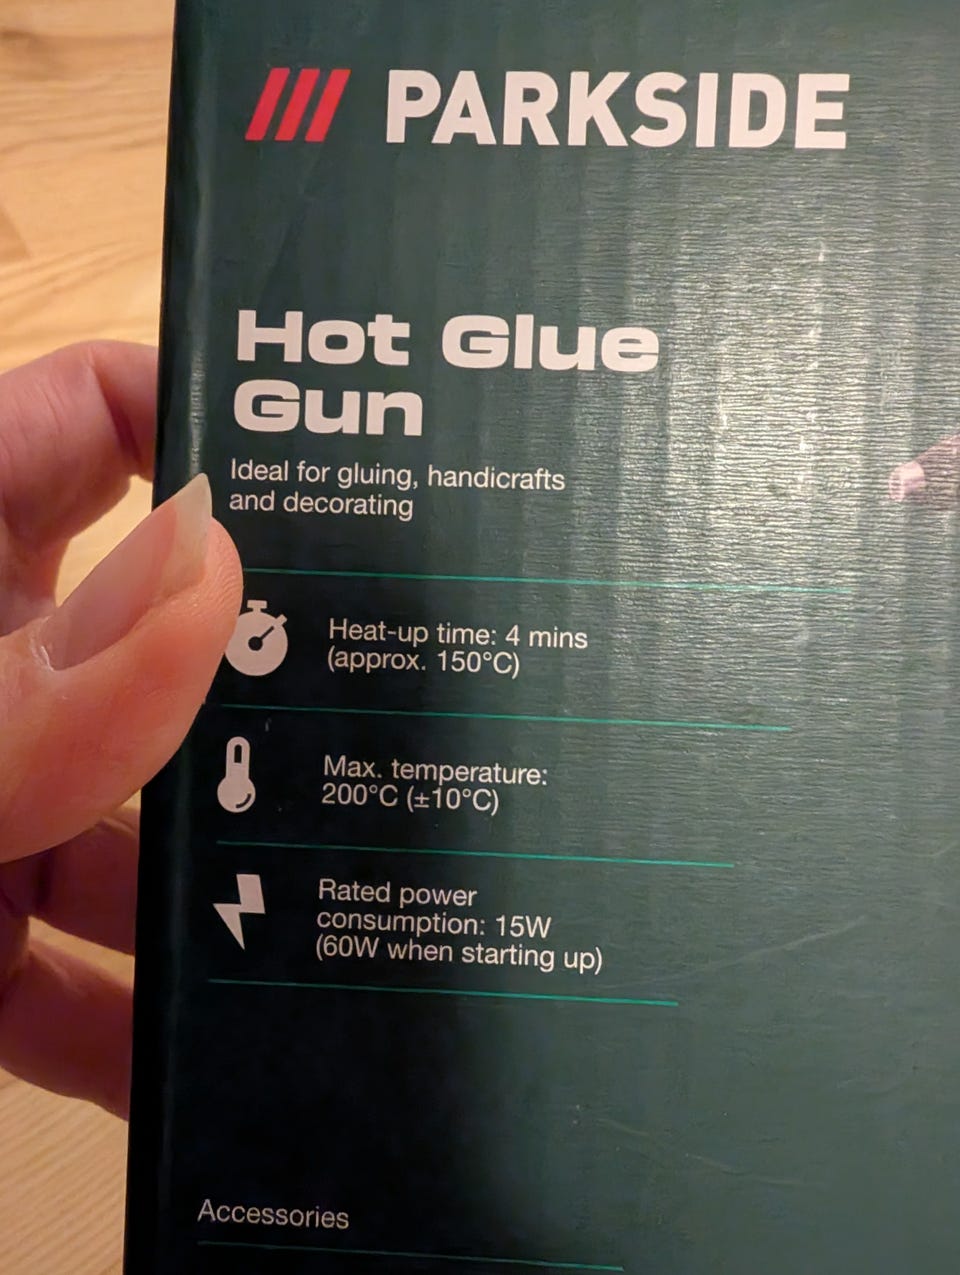 PARKSIDE
Hot Glue
Gun
Ideal for gluing, handicrafts
and decorating
Heat-up time: 4 mins
(approx. 150°C)
Max. temperature:
200°C (±10°C)
Rated power
consumption: 15W
(60W when starting up)
Accessories